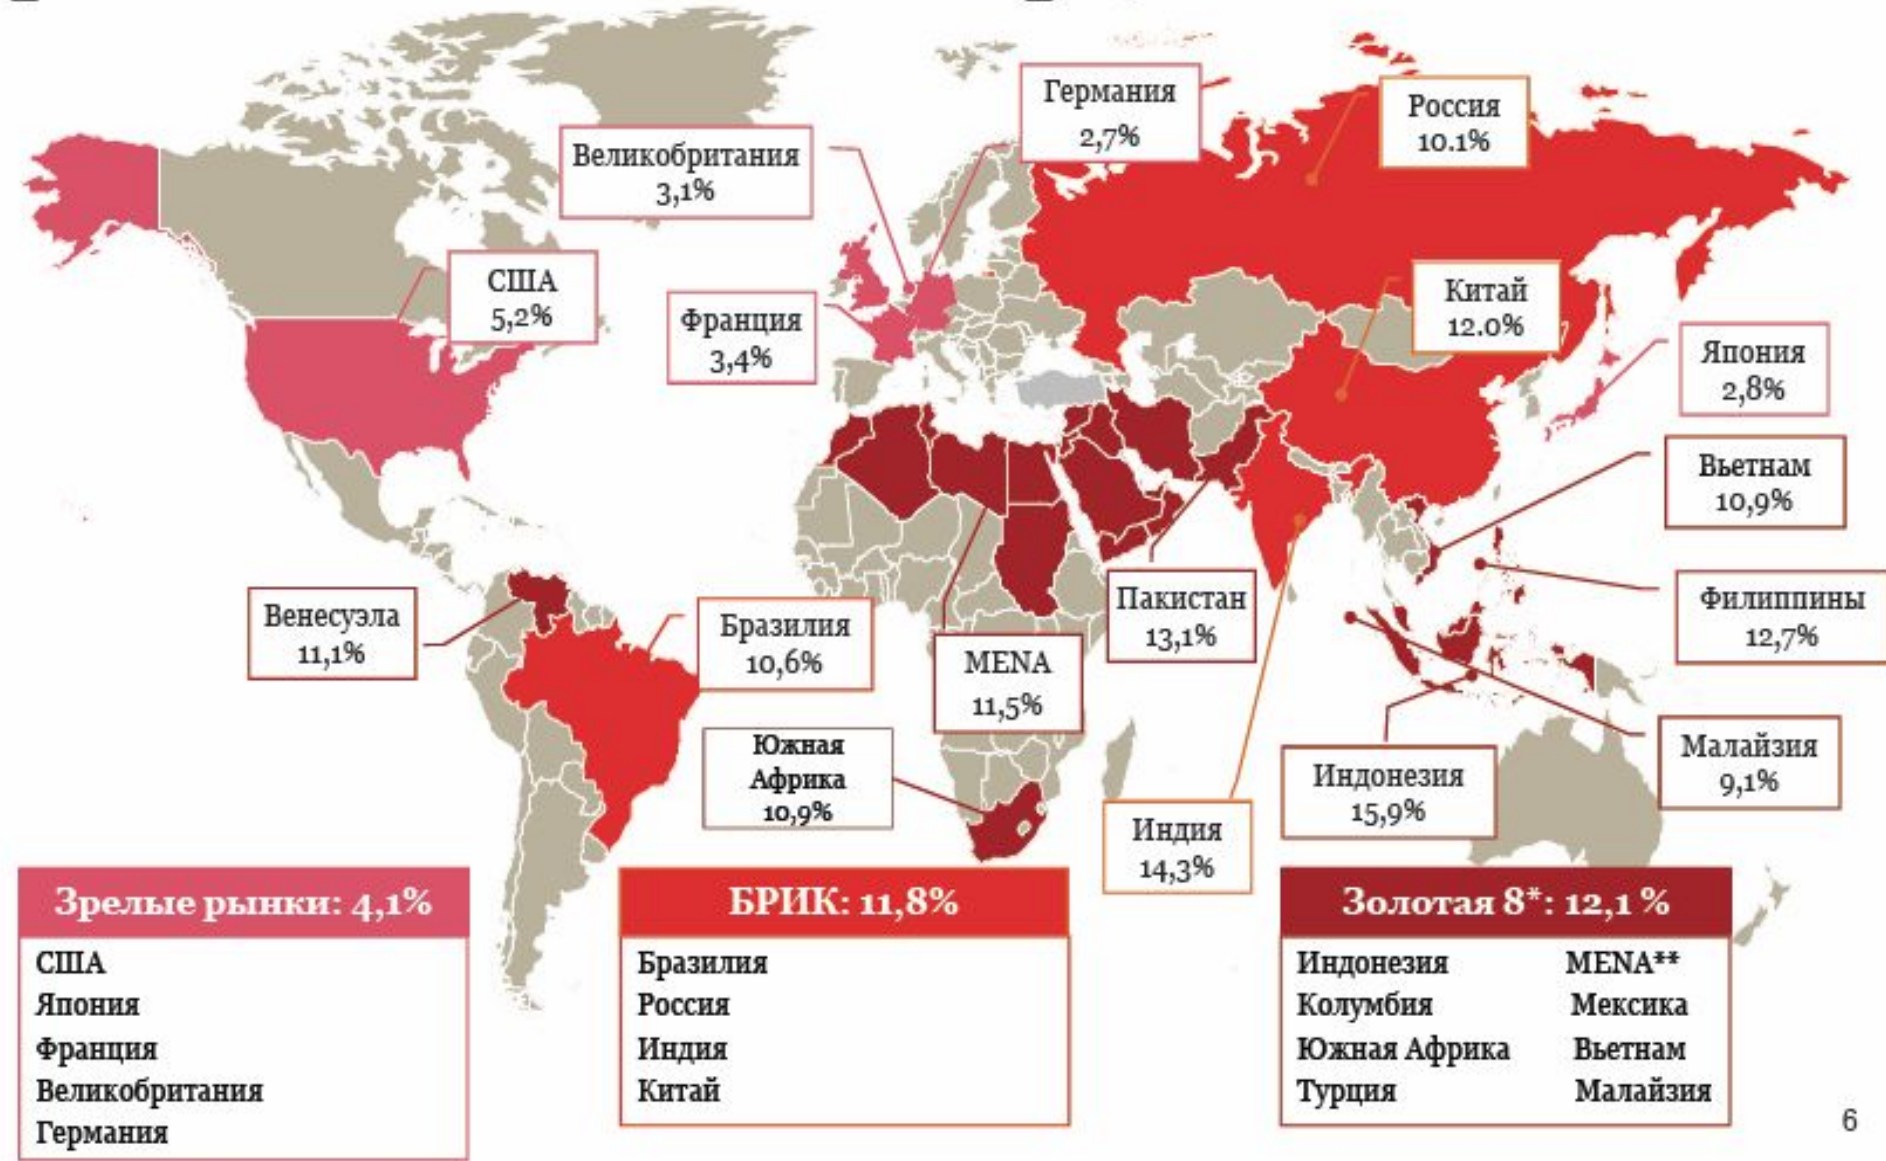 Германия
2,7%
Россия
10.1%
Великобритания
3,1%
США
5,2%
Франция
3,4%
Китай
12.0%
Япония
2,8%
Вьетнам
10,9%
Венесуэла
11,1%
Бразилия
10,6%
MENA
11,5%
Пакистан
13,1%
Филиппины
12,7%
Южная
Африка
10,9%
Индия
14,3%
Индонезия
15,9%
Малайзия
9,1%
Зрелые рынки: 4,1%
США
Япония
Франция
Великобритания
Германия
БРИК: 11,8%
Бразилия
Россия
Индия
Китай
Золотая 8*: 12,1 %
Индонезия MENA**
Колумбия Мексика
Южная Африка Вьетнам
Турция Малайзия
6